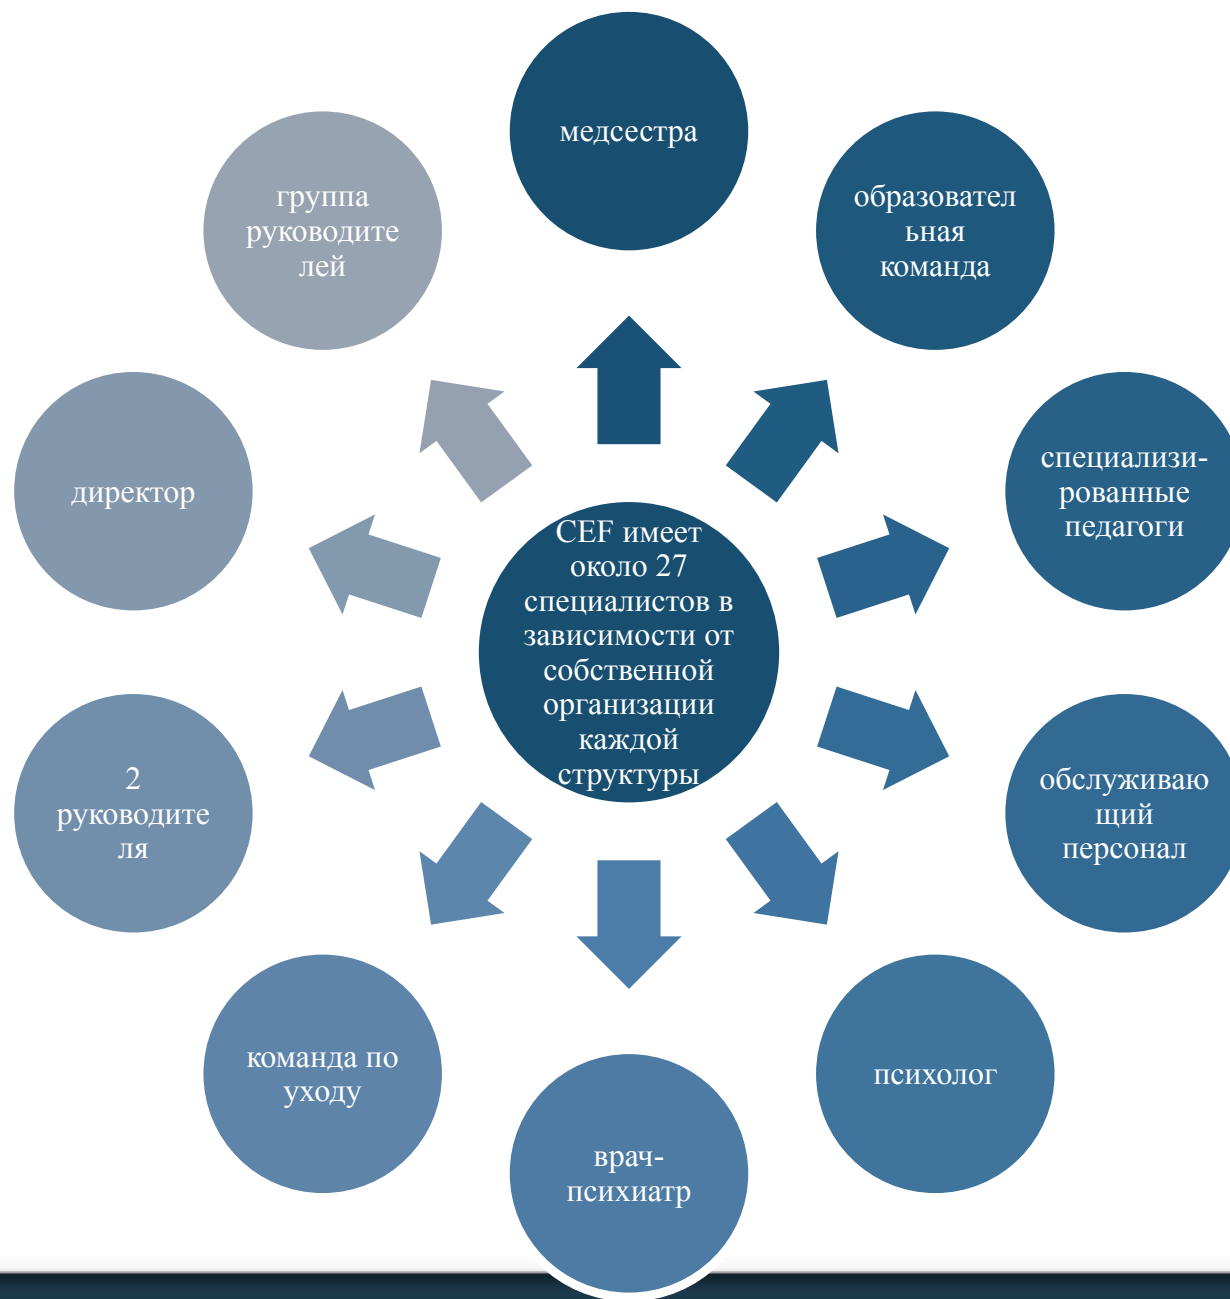 медсестра
образовател
ьная
команда
специализи-
рованные
педагоги
обслуживаю
щий
персонал
психолог
врач-
психиатр
команда по
уходу
2
руководите
ля
директор
группа
руководите
лей
CEF имеет
около 27
специалистов в
зависимости от
собственной
организации
каждой
структуры